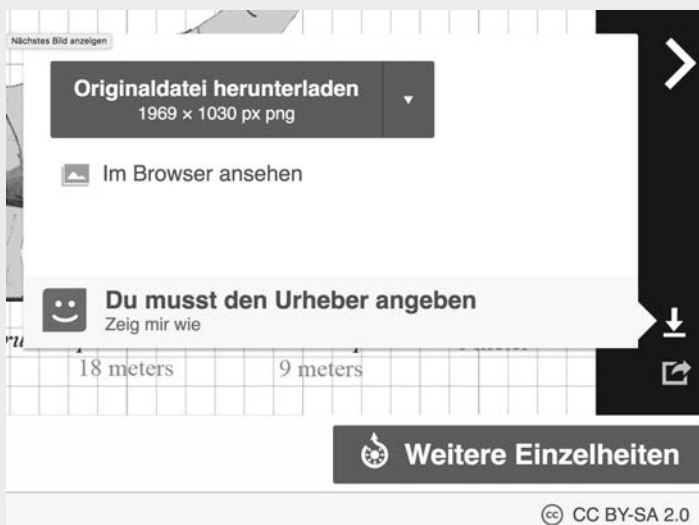 Nächstes Bild anzeigen
Originaldatei herunterladen
1969 × 1030 px png
Im Browser ansehen
Du musst den Urheber angeben
Zeig mir wie
18 meters
9 meters
Weitere Einzelheiten
cc CC BY-SA 2.0